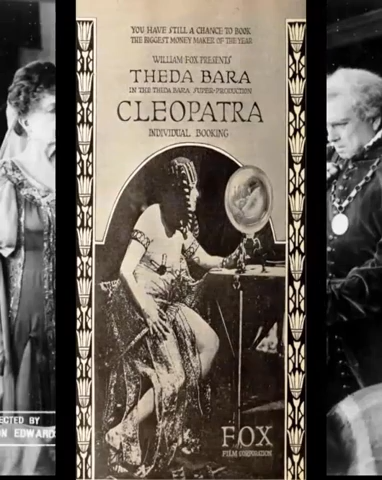 YOU HAVE STILL A CHANCE TO BOOK
THE BIGGEST MONEY MAKER OF THE YEAR
WILLIAM FOX PRESENTS
THEDA BARA
IN THE THEDA BARA SUPER-PRODUCTION
CLEOPATRA
INDIVIDUAL BOOKING
FOX
FILM CORPORATION
ECTED BY
N EDWARD